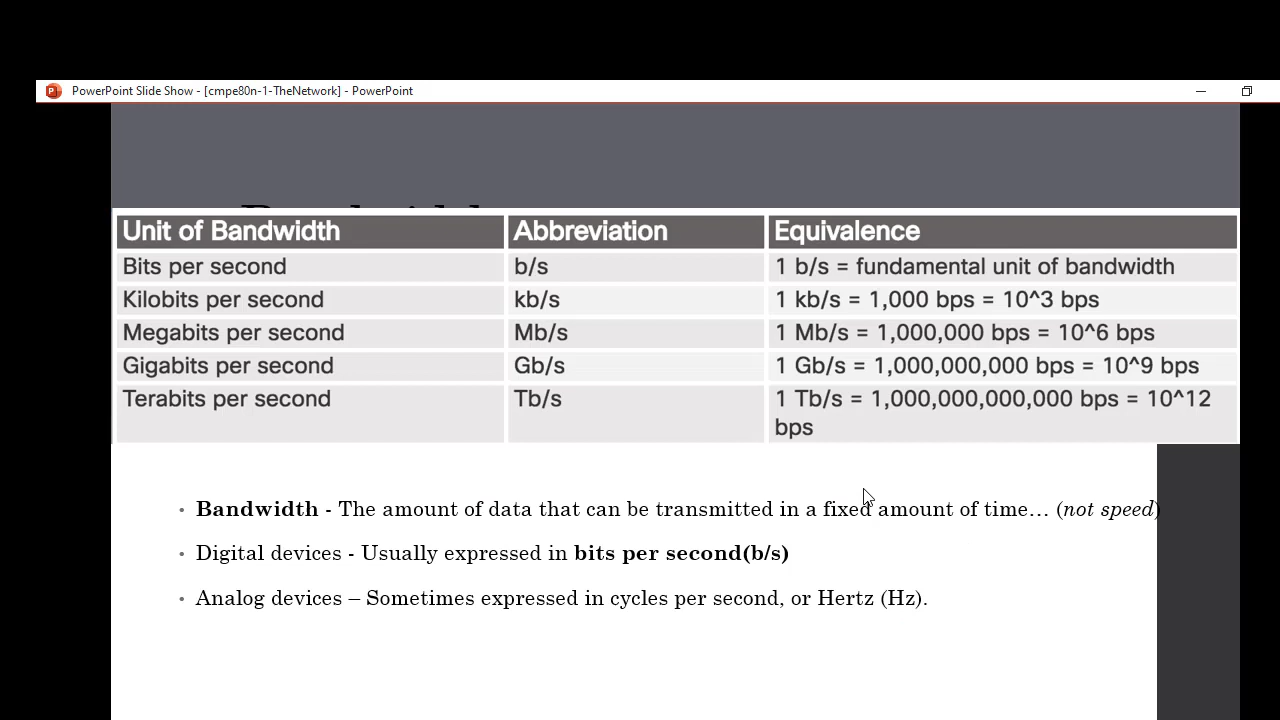 PowerPoint Slide Show - [cmpe80n-1-TheNetwork] - PowerPoint
Unit of Bandwidth Abbreviation Equivalence
Bits per second b/s 1 b/s = fundamental unit of bandwidth
Kilobits per second kb/s 1 kb/s = 1,000 bps = 10^3 bps
Megabits per second Mb/s 1 Mb/s = 1,000,000 bps = 10^6 bps
Gigabits per second Gb/s 1 Gb/s = 1,000,000,000 bps = 10^9 bps
Terabits per second Tb/s 1 Tb/s = 1,000,000,000,000 bps = 10^12
bps
• Bandwidth - The amount of data that can be transmitted in a fixed amount of time… (not speed)
• Digital devices - Usually expressed in bits per second(b/s)
• Analog devices – Sometimes expressed in cycles per second, or Hertz (Hz).